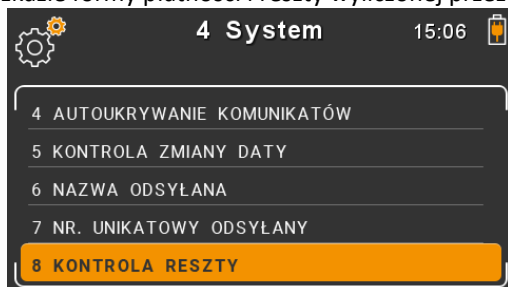 4 System 15:06
4 AUTOUKRYWANIE KOMUNIKATÓW
5 KONTROLA ZMIANY DATY
6 NAZWA ODSYŁANA
7 NR. UNIKATOWY ODSYŁANY
8 KONTROLA RESZTY